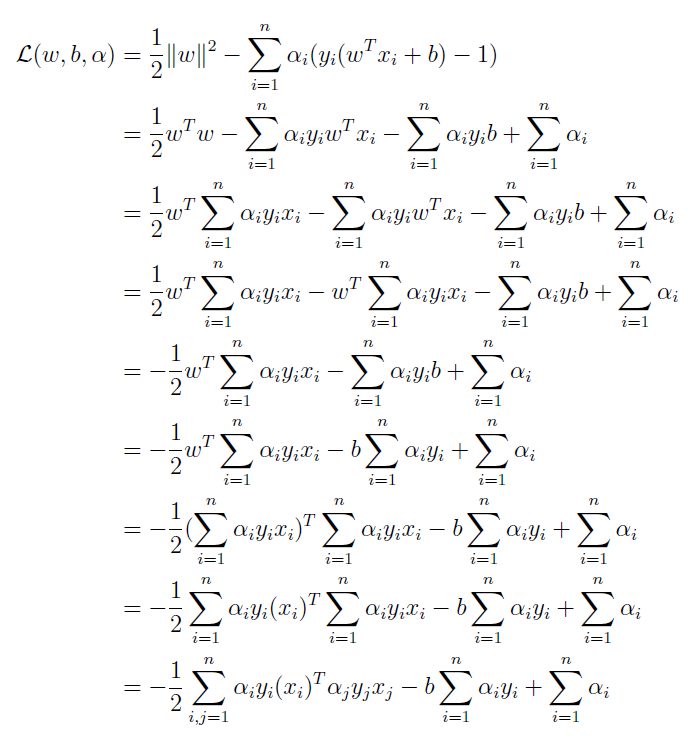 \mathcal{L}(w, b, \alpha) = \frac{1}{2}\|w\|^2 - \sum_{i=1}^{n} \alpha_i(y_i(w^T x_i + b) - 1)
= \frac{1}{2}w^T w - \sum_{i=1}^{n} \alpha_i y_i w^T x_i - \sum_{i=1}^{n} \alpha_i y_i b + \sum_{i=1}^{n} \alpha_i
= \frac{1}{2}w^T \sum_{i=1}^{n} \alpha_i y_i x_i - \sum_{i=1}^{n} \alpha_i y_i w^T x_i - \sum_{i=1}^{n} \alpha_i y_i b + \sum_{i=1}^{n} \alpha_i
= \frac{1}{2}w^T \sum_{i=1}^{n} \alpha_i y_i x_i - w^T \sum_{i=1}^{n} \alpha_i y_i x_i - \sum_{i=1}^{n} \alpha_i y_i b + \sum_{i=1}^{n} \alpha_i
= -\frac{1}{2}w^T \sum_{i=1}^{n} \alpha_i y_i x_i - \sum_{i=1}^{n} \alpha_i y_i b + \sum_{i=1}^{n} \alpha_i
= -\frac{1}{2}w^T \sum_{i=1}^{n} \alpha_i y_i x_i - b \sum_{i=1}^{n} \alpha_i y_i + \sum_{i=1}^{n} \alpha_i
= -\frac{1}{2}(\sum_{i=1}^{n} \alpha_i y_i x_i)^T \sum_{i=1}^{n} \alpha_i y_i x_i - b \sum_{i=1}^{n} \alpha_i y_i + \sum_{i=1}^{n} \alpha_i
= -\frac{1}{2} \sum_{i=1}^{n} \alpha_i y_i (x_i)^T \sum_{i=1}^{n} \alpha_i y_i x_i - b \sum_{i=1}^{n} \alpha_i y_i + \sum_{i=1}^{n} \alpha_i
= -\frac{1}{2} \sum_{i,j=1}^{n} \alpha_i y_i (x_i)^T \alpha_j y_j x_j - b \sum_{i=1}^{n} \alpha_i y_i + \sum_{i=1}^{n} \alpha_i